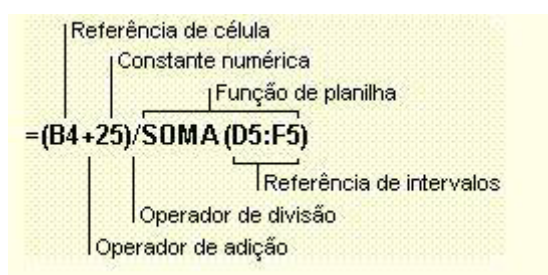 Referência de célula
Constante numérica
Função de planilha
=(B4+25)/SOMA(D5:F5)
Referência de intervalos
Operador de divisão
Operador de adição